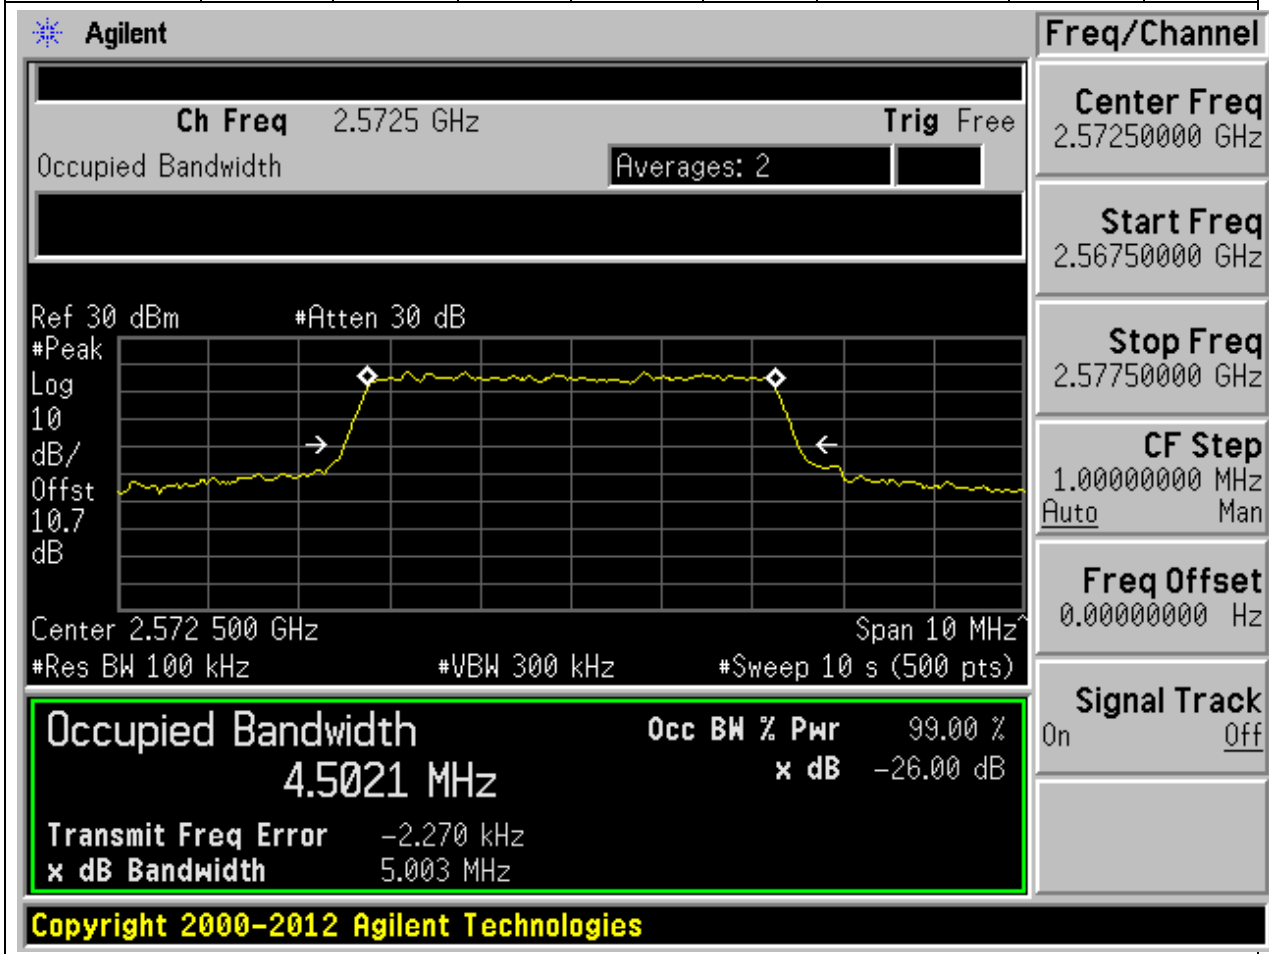 Agilent
Freq/Channel
Ch Freq 2.5725 GHz Trig Free
Occupied Bandwidth Averages: 2
Center Freq
2.57250000 GHz
Start Freq
2.56750000 GHz
Stop Freq
2.57750000 GHz
CF Step
1.00000000 MHz
Auto Man
Freq Offset
0.00000000 Hz
Signal Track
On Off
Ref 30 dBm #Atten 30 dB
#Peak
Log
10
dB/
Offst
10.7
dB
Center 2.572 500 GHz Span 10 MHz^
#Res BW 100 kHz #VBW 300 kHz #Sweep 10 s (500 pts)
Occupied Bandwidth Occ BW % Pwr 99.00 %
4.5021 MHz x dB -26.00 dB
Transmit Freq Error -2.270 kHz
x dB Bandwidth 5.003 MHz
Copyright 2000-2012 Agilent Technologies